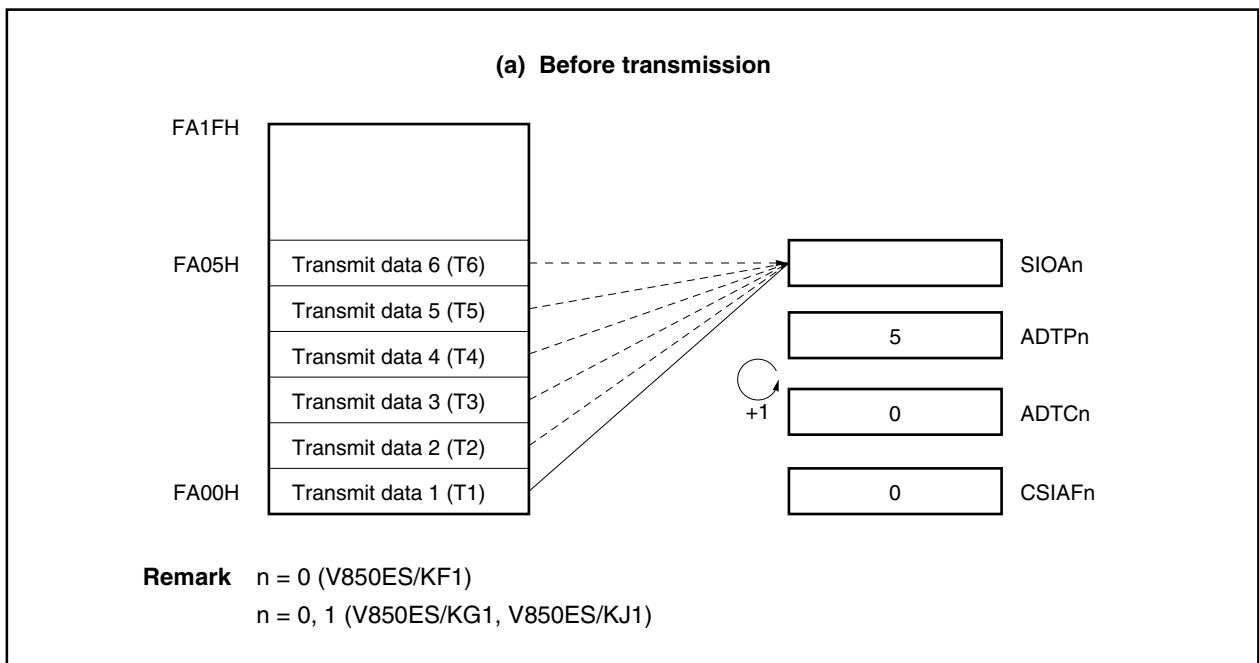 (a) Before transmission
FA1FH
FA05H
Transmit data 6 (T6)
SIOAn
Transmit data 5 (T5)
5
ADTPn
Transmit data 4 (T4)
Transmit data 3 (T3)
+1
0
ADTCn
Transmit data 2 (T2)
FA00H
Transmit data 1 (T1)
0
CSIAFn
Remark n = 0 (V850ES/KF1)
n = 0, 1 (V850ES/KG1, V850ES/KJ1)